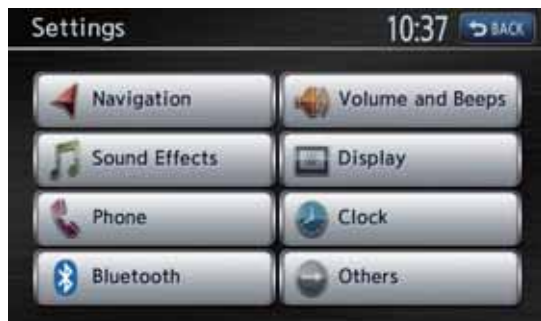 Settings 10:37 BACK
Navigation Volume and Beeps
Sound Effects Display
Phone Clock
Bluetooth Others